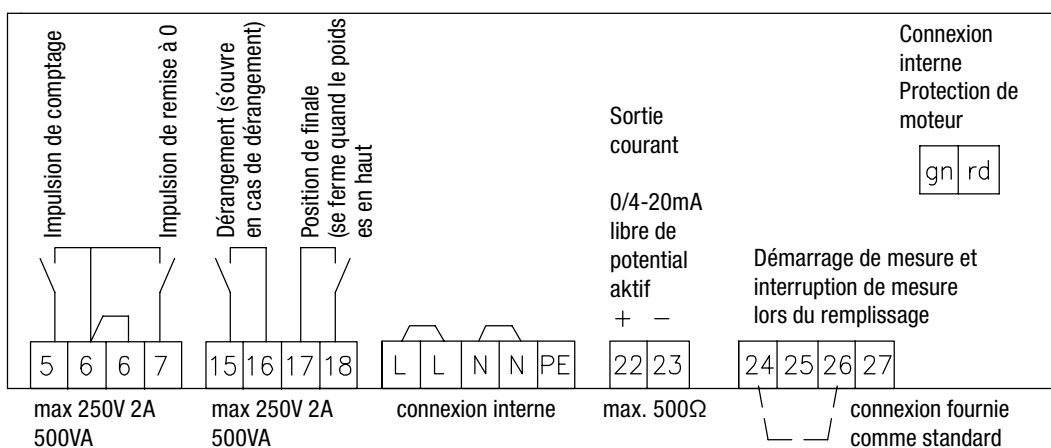 Impulsion de comptage
Impulsion de remise à 0
Dérangement (s´ouvre
en cas de dérangement)
Position de finale
(se ferme quand le poids
es en haut
Sortie
courant
0/4-20mA
libre de
potential
aktif
+ −
Connexion
interne
Protection de
moteur
gn rd
Démarrage de mesure et
interruption de mesure
lors du remplissage
5 6 6 7
15 16 17 18
L L N N PE
22 23
24 25 26 27
max 250V 2A
500VA
max 250V 2A
500VA
connexion interne
max. 500Ω
connexion fournie
comme standard